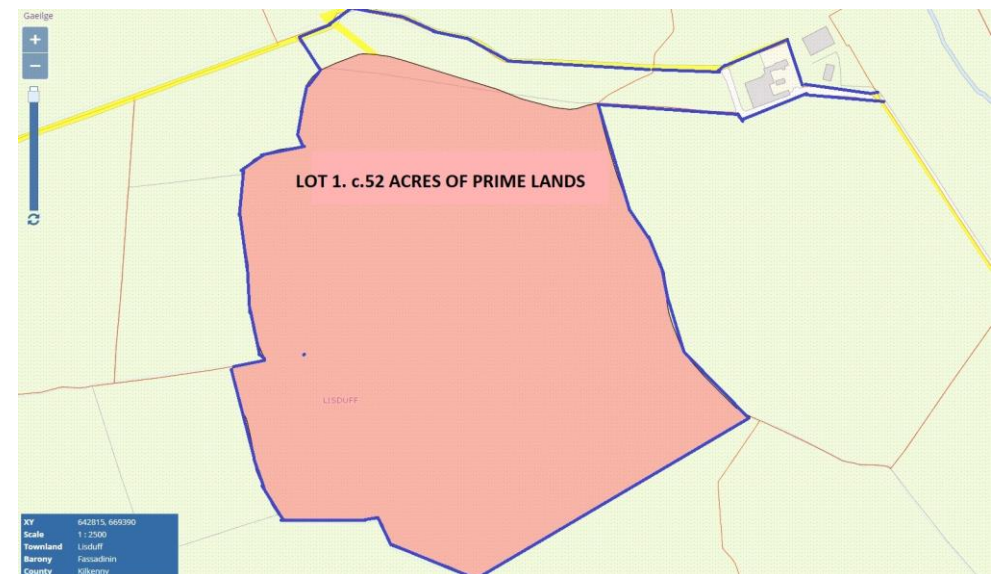 Gaeilge
+
−
LOT 1. c.52 ACRES OF PRIME LANDS
LISDUFF
XY 642815, 669390
Scale 1 : 2500
Townland Lisduff
Barony Fassadinin
County Kilkenny